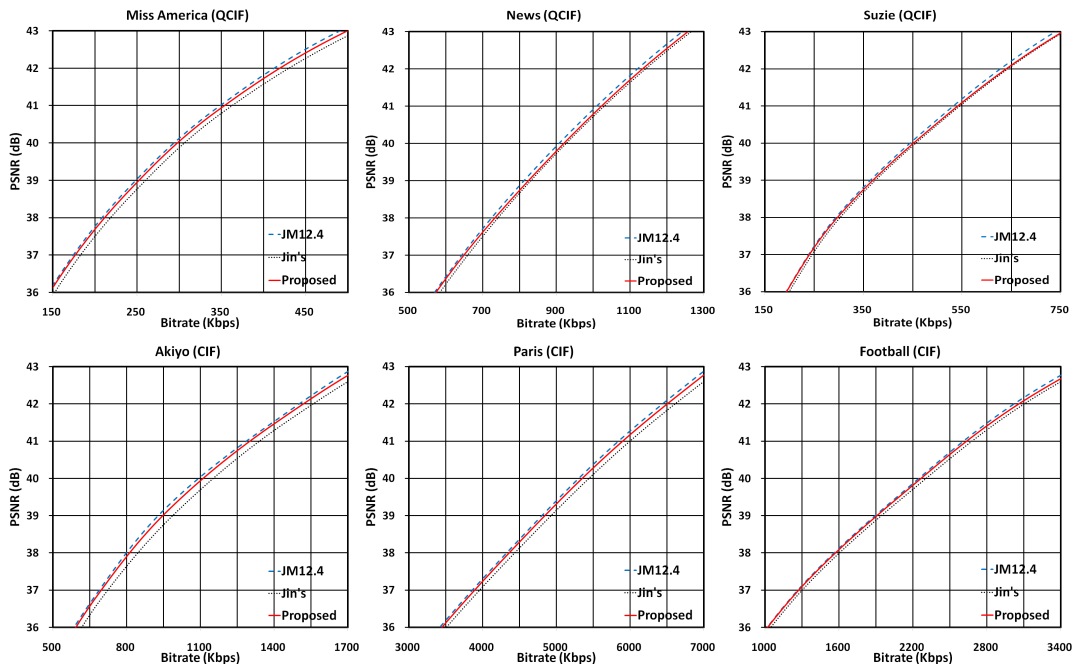 Miss America (QCIF)
PSNR (dB)
43
42
41
40
39
38
37
36
JM12.4
Jin's
Proposed
150 250 350 450
Bitrate (Kbps)
News (QCIF)
PSNR (dB)
43
42
41
40
39
38
37
36
JM12.4
Jin's
Proposed
500 700 900 1100 1300
Bitrate (Kbps)
Suzie (QCIF)
PSNR (dB)
43
42
41
40
39
38
37
36
JM12.4
Jin's
Proposed
150 350 550 750
Bitrate (Kbps)
Akiyo (CIF)
PSNR (dB)
43
42
41
40
39
38
37
36
JM12.4
Jin's
Proposed
500 800 1100 1400 1700
Bitrate (Kbps)
Paris (CIF)
PSNR (dB)
43
42
41
40
39
38
37
36
JM12.4
Jin's
Proposed
3000 4000 5000 6000 7000
Bitrate (Kbps)
Football (CIF)
PSNR (dB)
43
42
41
40
39
38
37
36
JM12.4
Jin's
Proposed
1000 1600 2200 2800 3400
Bitrate (Kbps)